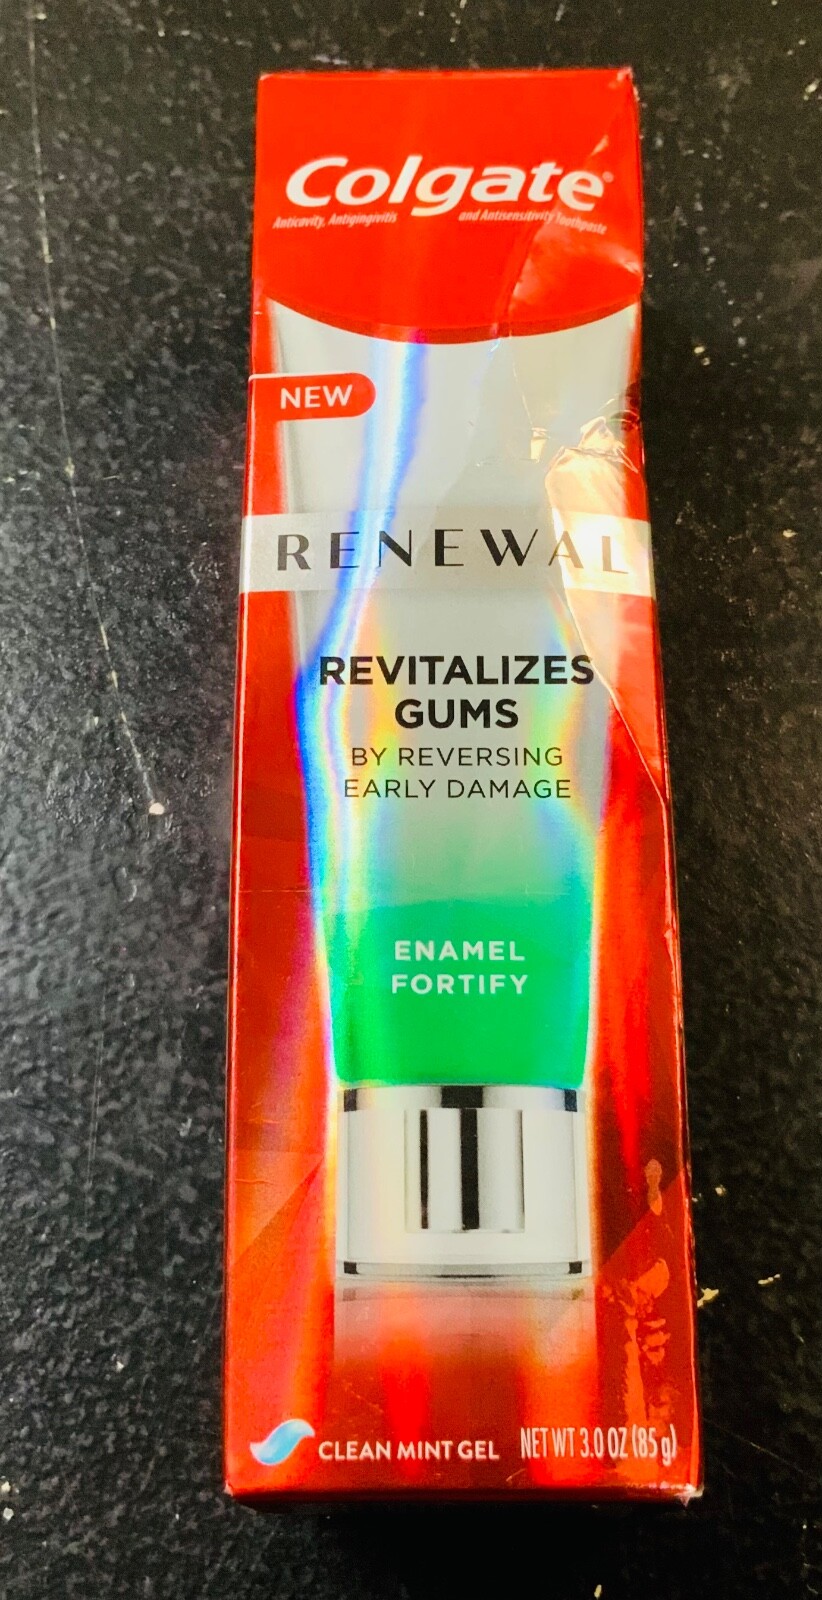 Colgate®
Anticavity, Antigingivitis and Antisensitivity Toothpaste
NEW
RENEWAL
REVITALIZES
GUMS
BY REVERSING
EARLY DAMAGE
ENAMEL
FORTIFY
CLEAN MINT GEL NET WT 3.0 OZ (85 g)